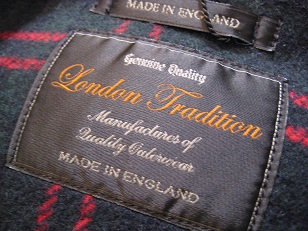 MADE IN ENGLAND
Genuine Quality
London Tradition
Manufactures of
Quality Outerwear
MADE IN ENGLAND